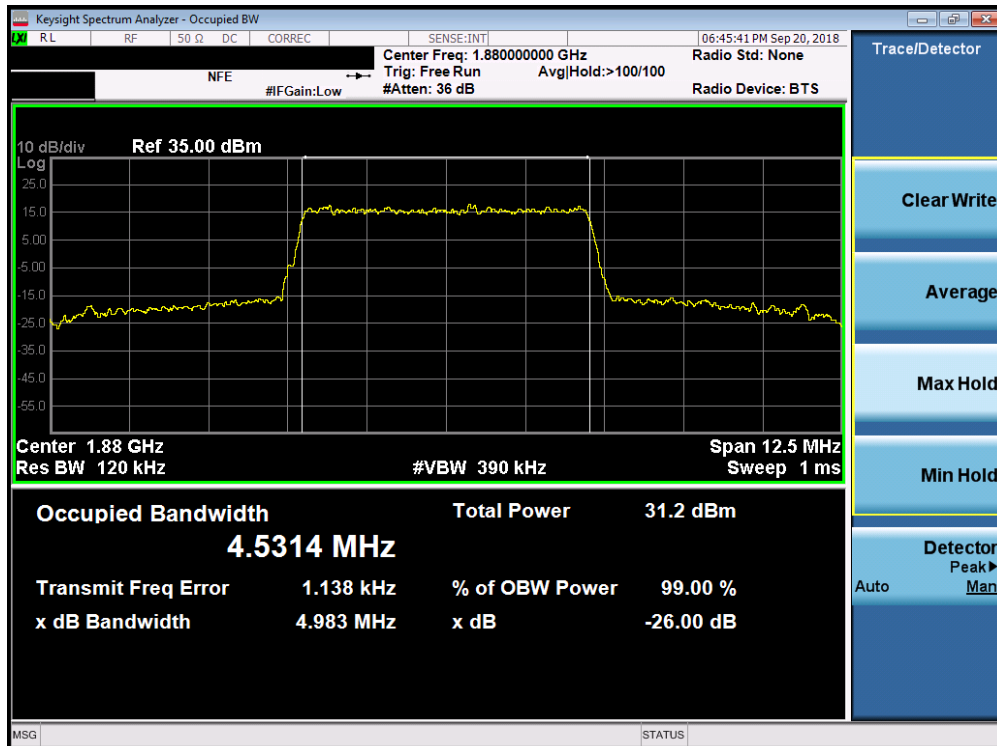 Keysight Spectrum Analyzer - Occupied BW
LXI RL RF 50 Ω DC CORREC SENSE:INT 06:45:41 PM Sep 20, 2018
Center Freq: 1.880000000 GHz Radio Std: None
NFE Trig: Free Run Avg|Hold:>100/100
#IFGain:Low #Atten: 36 dB Radio Device: BTS
10 dB/div Ref 35.00 dBm
Log
25.0
15.0
5.00
-5.00
-15.0
-25.0
-35.0
-45.0
-55.0
Center 1.88 GHz Span 12.5 MHz
Res BW 120 kHz #VBW 390 kHz Sweep 1 ms
Occupied Bandwidth Total Power 31.2 dBm
4.5314 MHz
Transmit Freq Error 1.138 kHz % of OBW Power 99.00 %
x dB Bandwidth 4.983 MHz x dB -26.00 dB
MSG STATUS
Trace/Detector
Clear Write
Average
Max Hold
Min Hold
Detector
Peak▶
Auto Man